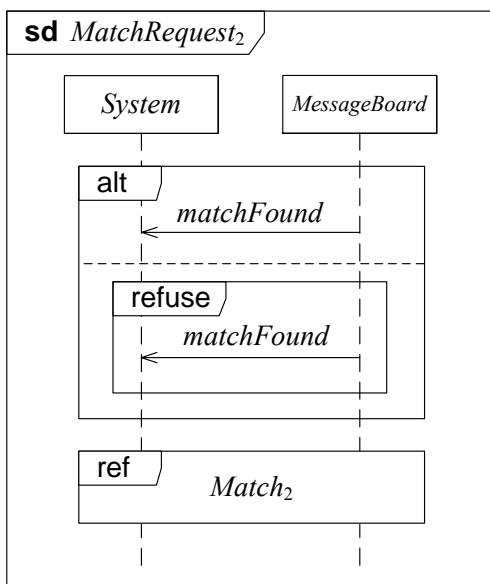 sd MatchRequest₂
System
MessageBoard
alt
matchFound
refuse
matchFound
ref
Match₂